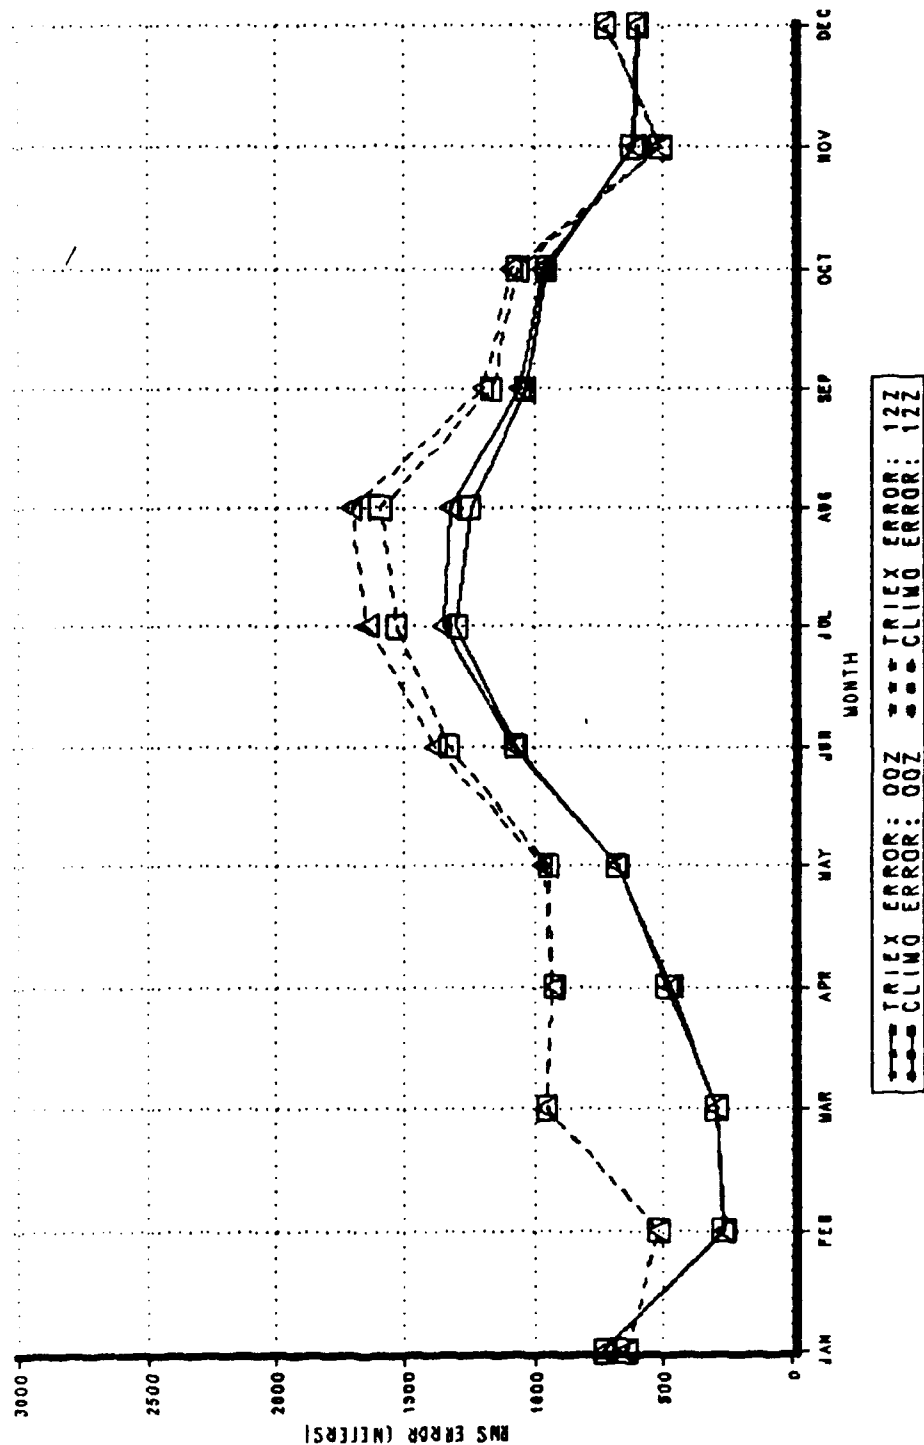 RMS ERROR (METERS)
3000
2500
2000
1500
1000
500
0
JAN
FEB
MAR
APR
MAY
JUN
JUL
AUG
SEP
OCT
NOV
DEC
MONTH
TRIEX ERROR: 00Z TRIEX ERROR: 12Z
CLIMO ERROR: 00Z CLIMO ERROR: 12Z